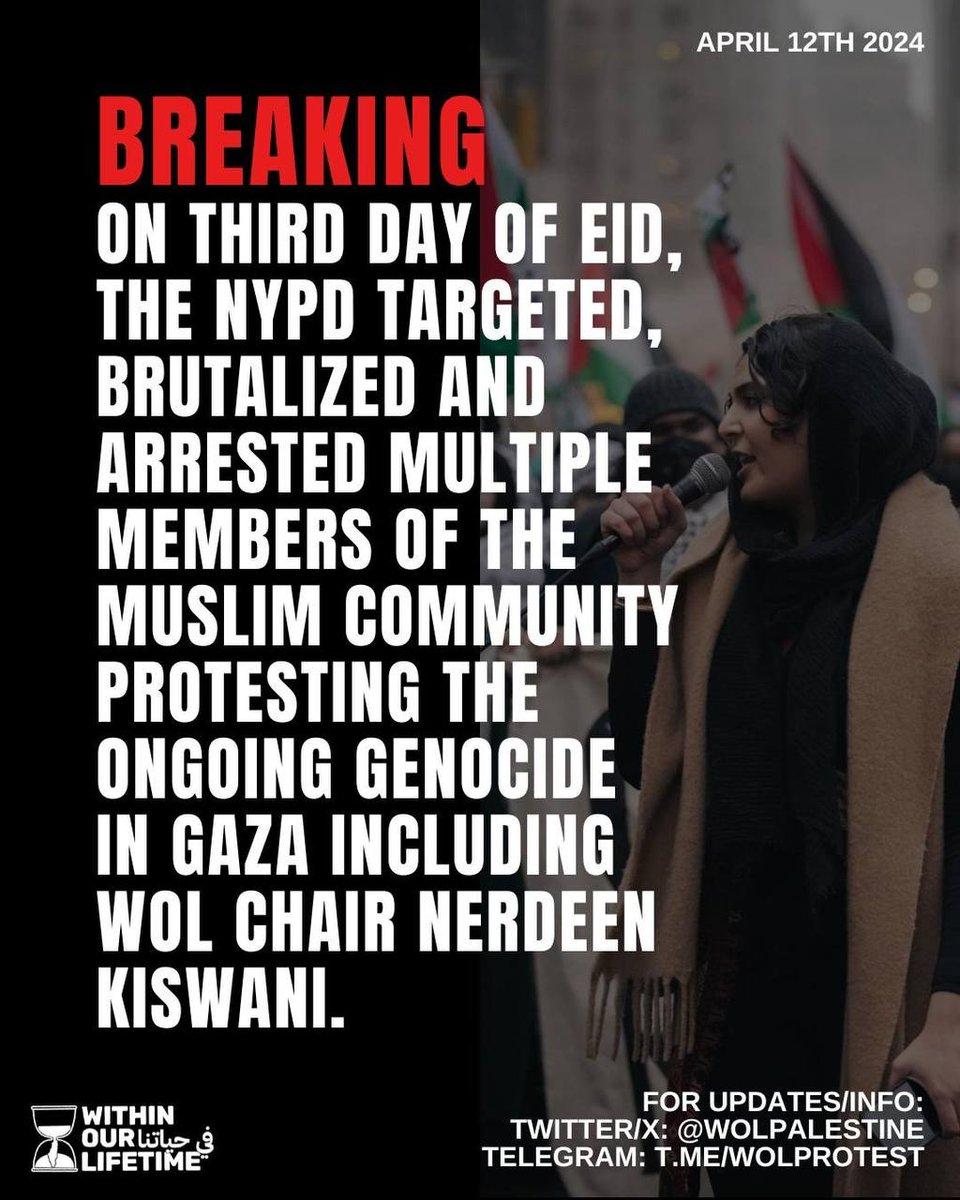 APRIL 12TH 2024
BREAKING
ON THIRD DAY OF EID,
THE NYPD TARGETED,
BRUTALIZED AND
ARRESTED MULTIPLE
MEMBERS OF THE
MUSLIM COMMUNITY
PROTESTING THE
ONGOING GENOCIDE
IN GAZA INCLUDING
WOL CHAIR NERDEEN
KISWANI.
WITHIN
OUR في حياتنا
LIFETIME
FOR UPDATES/INFO:
TWITTER/X: @WOLPALESTINE
TELEGRAM: T.ME/WOLPROTEST